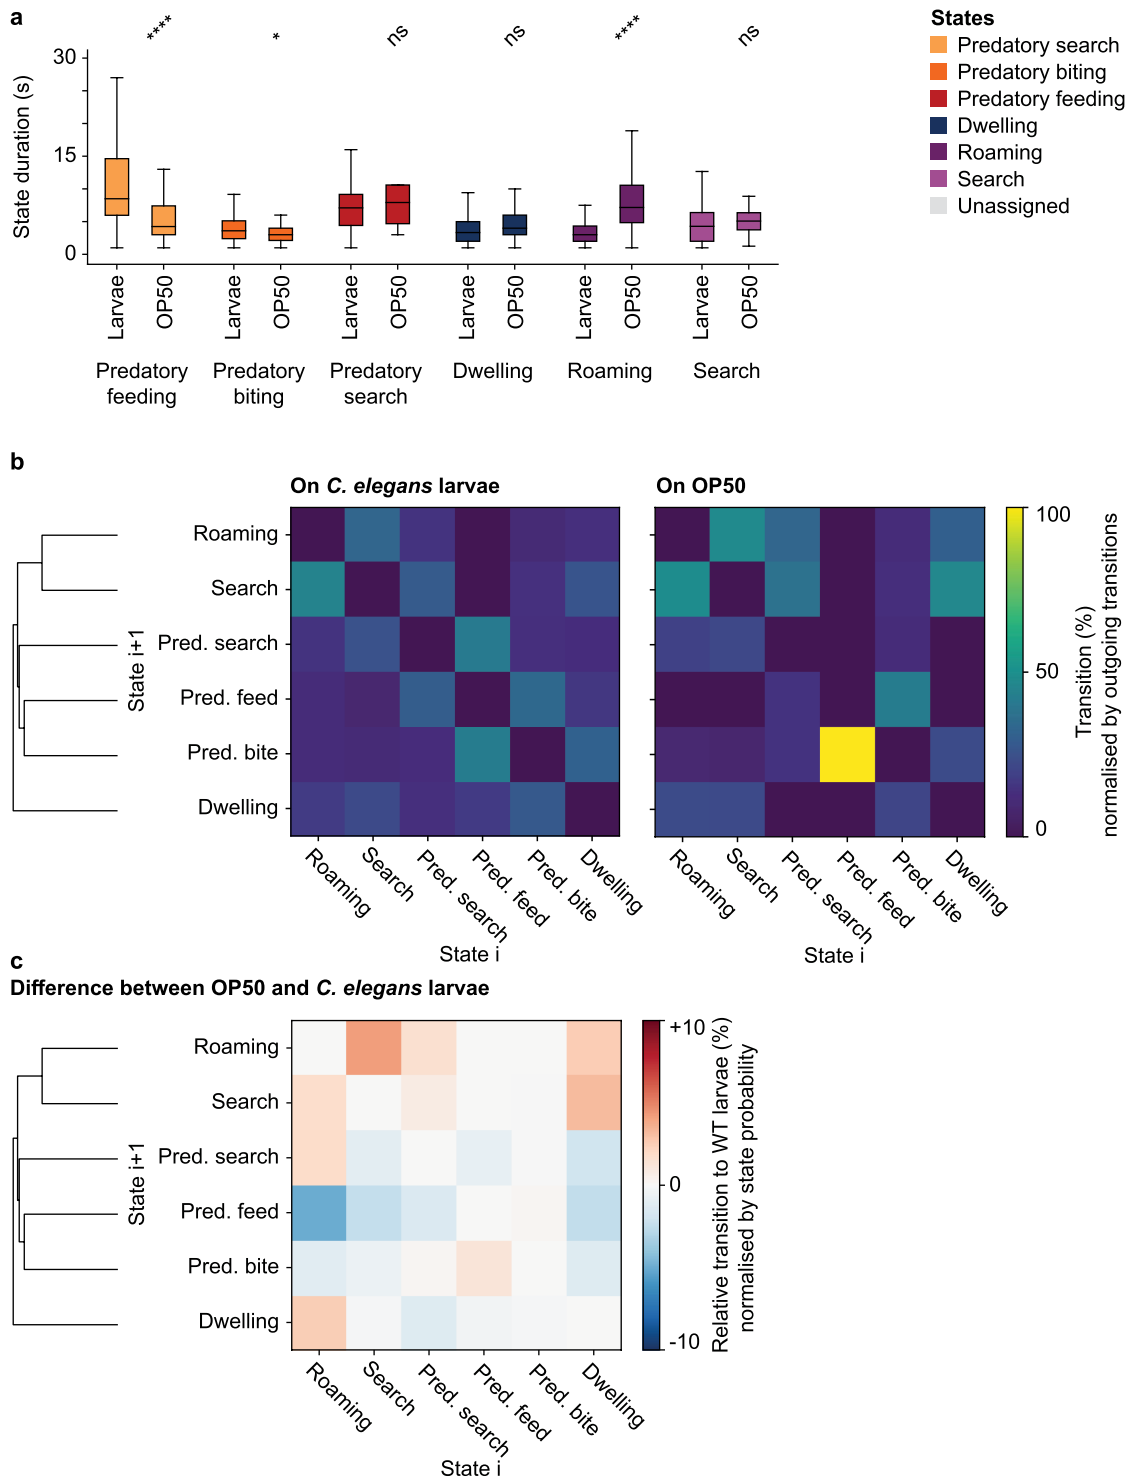 a
**** * ns ns **** ns
State duration (s)
30
15
0
Larvae OP50 Larvae OP50 Larvae OP50 Larvae OP50 Larvae OP50 Larvae OP50
Predatory feeding
Predatory biting
Predatory search
Dwelling
Roaming
Search
States
Predatory search
Predatory biting
Predatory feeding
Dwelling
Roaming
Search
Unassigned
b
On C. elegans larvae
On OP50
State i+1
Roaming
Search
Pred. search
Pred. feed
Pred. bite
Dwelling
Roaming Search Pred. search Pred. feed Pred. bite Dwelling
State i
Roaming Search Pred. search Pred. feed Pred. bite Dwelling
State i
100
50
0
Transition (%)
normalised by outgoing transitions
c
Difference between OP50 and C. elegans larvae
State i+1
Roaming
Search
Pred. search
Pred. feed
Pred. bite
Dwelling
Roaming Search Pred. search Pred. feed Pred. bite Dwelling
State i
+10
0
-10
Relative transition to WT larvae (%)
normalised by state probability